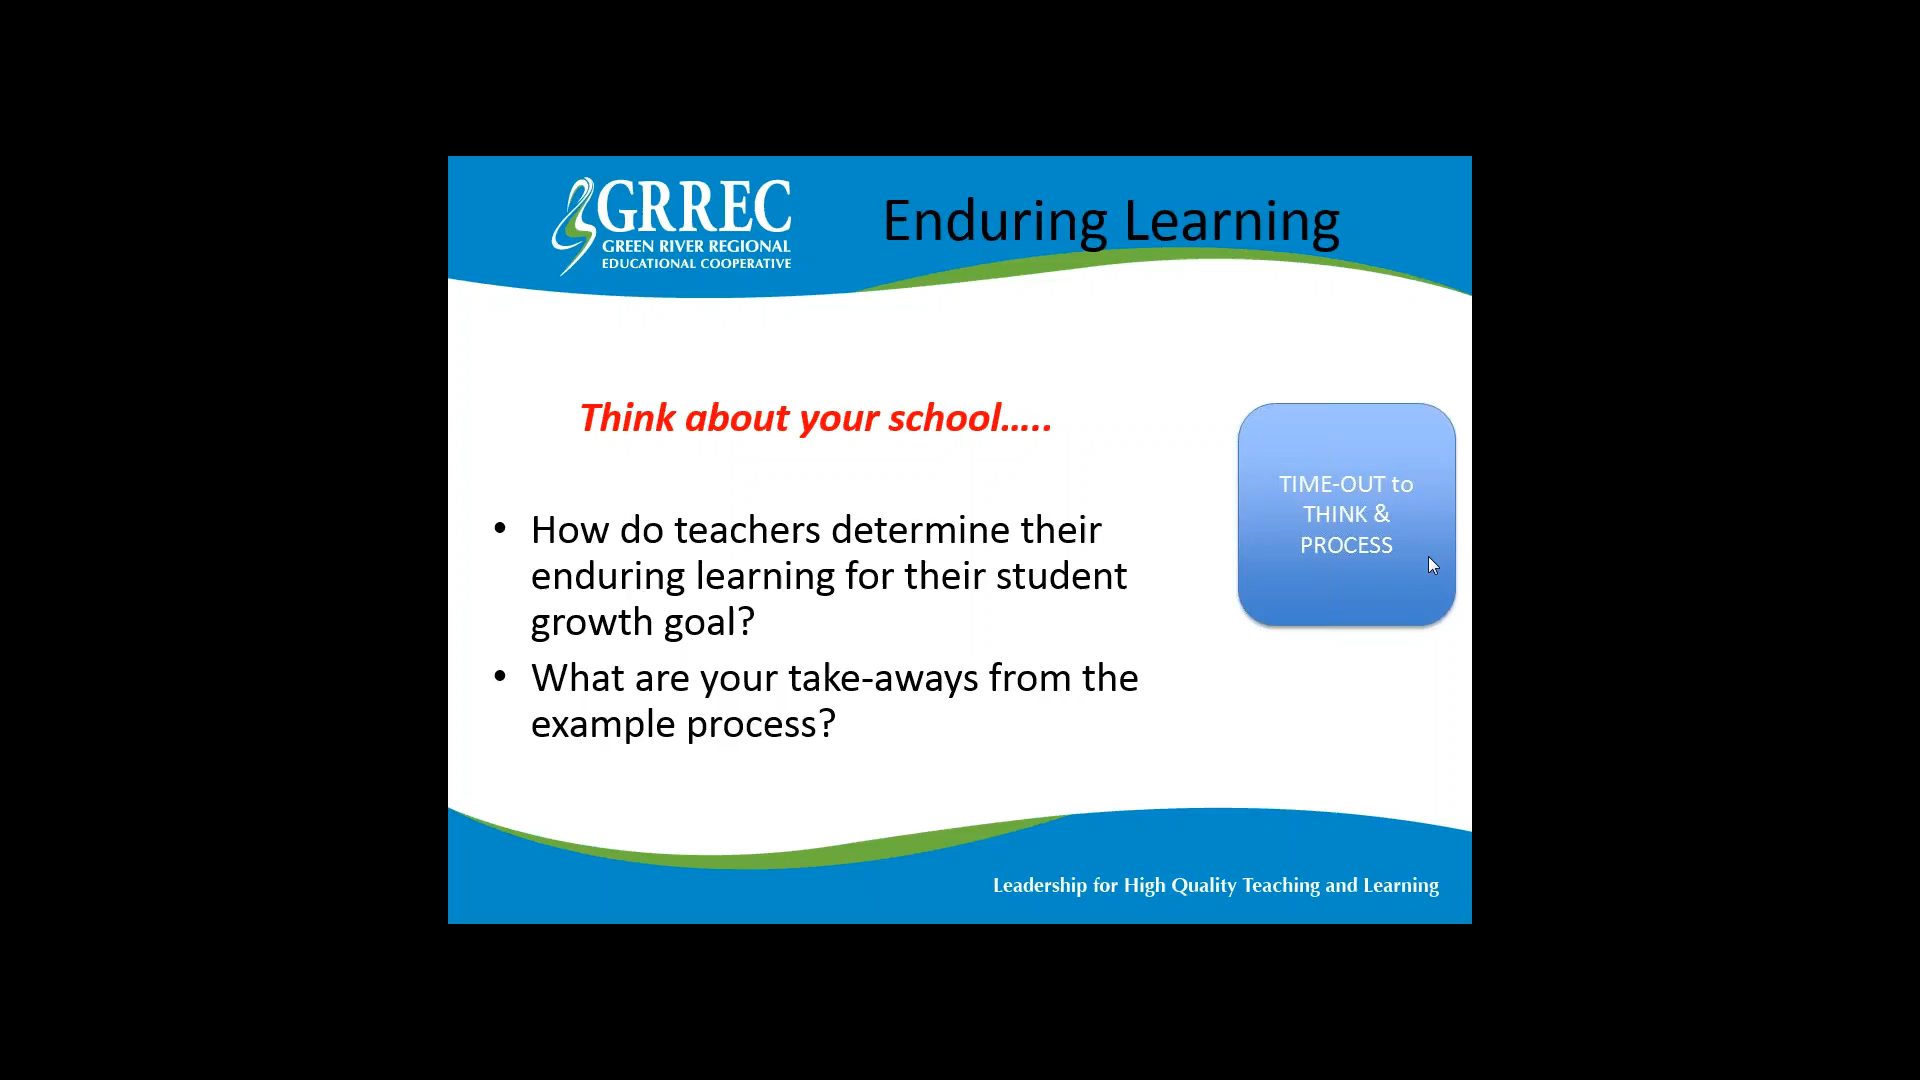 GRREC
GREEN RIVER REGIONAL
EDUCATIONAL COOPERATIVE
Enduring Learning
Think about your school.....
• How do teachers determine their
enduring learning for their student
growth goal?
• What are your take-aways from the
example process?
TIME-OUT to
THINK &
PROCESS
Leadership for High Quality Teaching and Learning